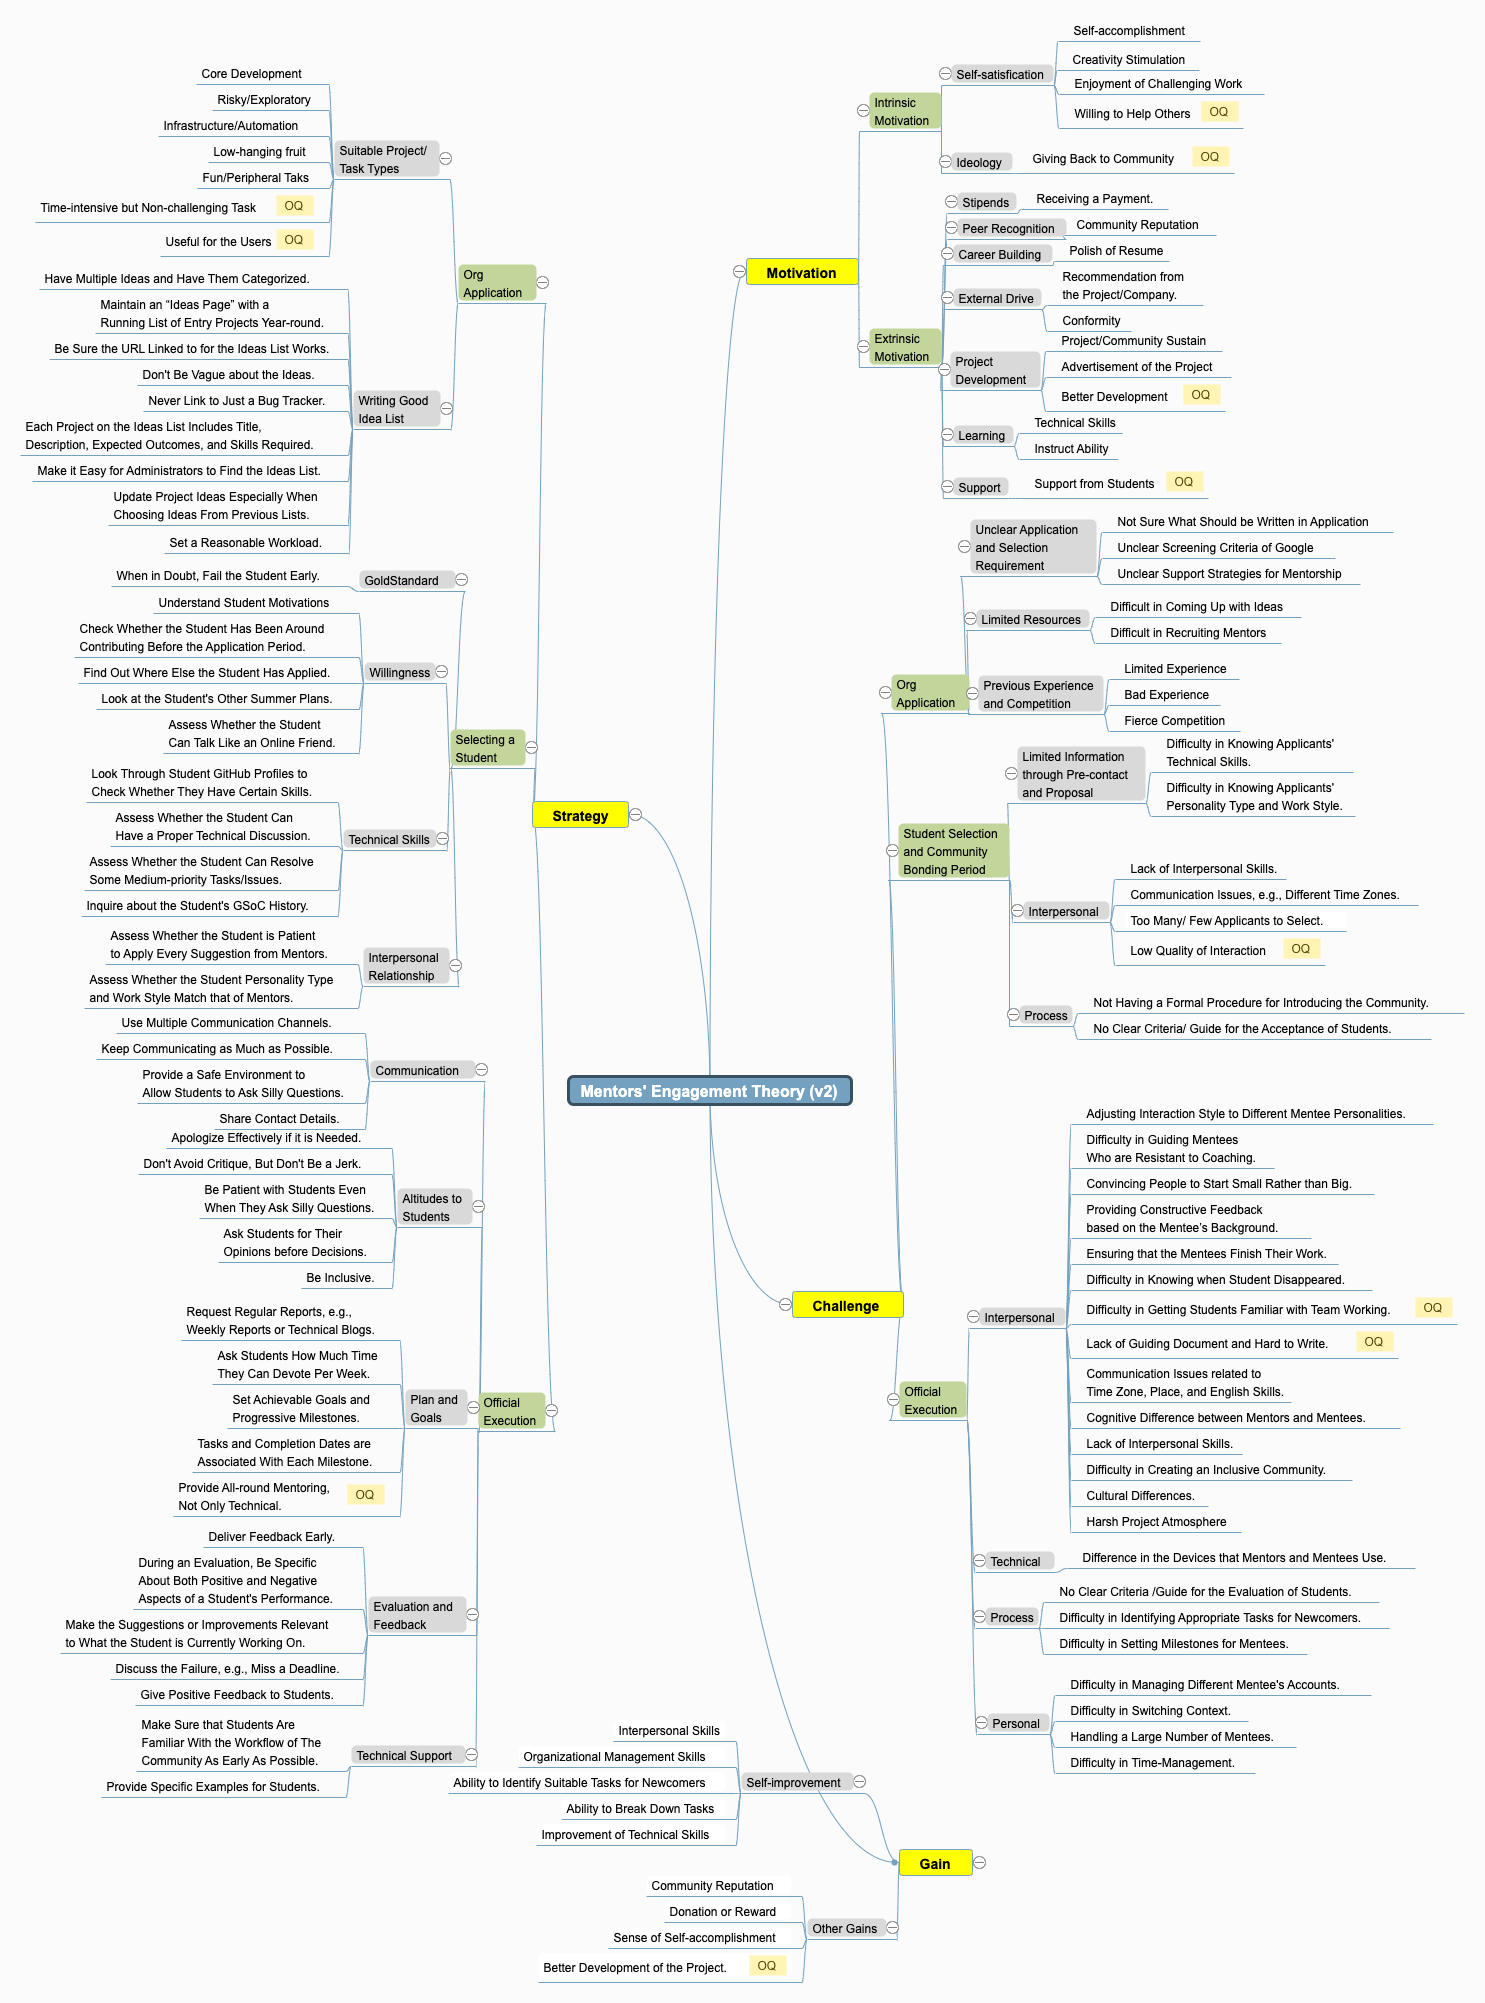 Mentors' Engagement Theory (v2)
Motivation
Intrinsic
Motivation
Self-satisfication
Self-accomplishment
Creativity Stimulation
Enjoyment of Challenging Work
Willing to Help Others
OQ
Ideology
Giving Back to Community
OQ
Extrinsic
Motivation
Stipends
Receiving a Payment.
Peer Recognition
Community Reputation
Career Building
Polish of Resume
External Drive
Recommendation from
the Project/Company.
Conformity
Project
Development
Project/Community Sustain
Advertisement of the Project
Better Development
OQ
Learning
Technical Skills
Instruct Ability
Support
Support from Students
OQ
Strategy
Org
Application
Suitable Project/
Task Types
Core Development
Risky/Exploratory
Infrastructure/Automation
Low-hanging fruit
Fun/Peripheral Taks
Time-intensive but Non-challenging Task
OQ
Useful for the Users
OQ
Writing Good
Idea List
Have Multiple Ideas and Have Them Categorized.
Maintain an “Ideas Page” with a
Running List of Entry Projects Year-round.
Be Sure the URL Linked to for the Ideas List Works.
Don't Be Vague about the Ideas.
Never Link to Just a Bug Tracker.
Each Project on the Ideas List Includes Title,
Description, Expected Outcomes, and Skills Required.
Make it Easy for Administrators to Find the Ideas List.
Update Project Ideas Especially When
Choosing Ideas From Previous Lists.
Set a Reasonable Workload.
Selecting a
Student
GoldStandard
When in Doubt, Fail the Student Early.
Willingness
Understand Student Motivations
Check Whether the Student Has Been Around
Contributing Before the Application Period.
Find Out Where Else the Student Has Applied.
Look at the Student's Other Summer Plans.
Assess Whether the Student
Can Talk Like an Online Friend.
Technical Skills
Look Through Student GitHub Profiles to
Check Whether They Have Certain Skills.
Assess Whether the Student Can
Have a Proper Technical Discussion.
Assess Whether the Student Can Resolve
Some Medium-priority Tasks/Issues.
Inquire about the Student's GSoC History.
Interpersonal
Relationship
Assess Whether the Student is Patient
to Apply Every Suggestion from Mentors.
Assess Whether the Student Personality Type
and Work Style Match that of Mentors.
Official
Execution
Communication
Use Multiple Communication Channels.
Keep Communicating as Much as Possible.
Provide a Safe Environment to
Allow Students to Ask Silly Questions.
Share Contact Details.
Altitudes to
Students
Apologize Effectively if it is Needed.
Don't Avoid Critique, But Don't Be a Jerk.
Be Patient with Students Even
When They Ask Silly Questions.
Ask Students for Their
Opinions before Decisions.
Be Inclusive.
Plan and
Goals
Request Regular Reports, e.g.,
Weekly Reports or Technical Blogs.
Ask Students How Much Time
They Can Devote Per Week.
Set Achievable Goals and
Progressive Milestones.
Tasks and Completion Dates are
Associated With Each Milestone.
Provide All-round Mentoring,
Not Only Technical.
OQ
Evaluation and
Feedback
Deliver Feedback Early.
During an Evaluation, Be Specific
About Both Positive and Negative
Aspects of a Student's Performance.
Make the Suggestions or Improvements Relevant
to What the Student is Currently Working On.
Discuss the Failure, e.g., Miss a Deadline.
Give Positive Feedback to Students.
Technical Support
Make Sure that Students Are
Familiar With the Workflow of The
Community As Early As Possible.
Provide Specific Examples for Students.
Challenge
Org
Application
Unclear Application
and Selection
Requirement
Not Sure What Should be Written in Application
Unclear Screening Criteria of Google
Unclear Support Strategies for Mentorship
Limited Resources
Difficult in Coming Up with Ideas
Difficult in Recruiting Mentors
Previous Experience
and Competition
Limited Experience
Bad Experience
Fierce Competition
Student Selection
and Community
Bonding Period
Limited Information
through Pre-contact
and Proposal
Difficulty in Knowing Applicants'
Technical Skills.
Difficulty in Knowing Applicants'
Personality Type and Work Style.
Interpersonal
Lack of Interpersonal Skills.
Communication Issues, e.g., Different Time Zones.
Too Many/ Few Applicants to Select.
Low Quality of Interaction
OQ
Process
Not Having a Formal Procedure for Introducing the Community.
No Clear Criteria/ Guide for the Acceptance of Students.
Official
Execution
Interpersonal
Adjusting Interaction Style to Different Mentee Personalities.
Difficulty in Guiding Mentees
Who are Resistant to Coaching.
Convincing People to Start Small Rather than Big.
Providing Constructive Feedback
based on the Mentee’s Background.
Ensuring that the Mentees Finish Their Work.
Difficulty in Knowing when Student Disappeared.
Difficulty in Getting Students Familiar with Team Working.
OQ
Lack of Guiding Document and Hard to Write.
OQ
Communication Issues related to
Time Zone, Place, and English Skills.
Cognitive Difference between Mentors and Mentees.
Lack of Interpersonal Skills.
Difficulty in Creating an Inclusive Community.
Cultural Differences.
Harsh Project Atmosphere
Technical
Difference in the Devices that Mentors and Mentees Use.
Process
No Clear Criteria /Guide for the Evaluation of Students.
Difficulty in Identifying Appropriate Tasks for Newcomers.
Difficulty in Setting Milestones for Mentees.
Personal
Difficulty in Managing Different Mentee's Accounts.
Difficulty in Switching Context.
Handling a Large Number of Mentees.
Difficulty in Time-Management.
Gain
Self-improvement
Interpersonal Skills
Organizational Management Skills
Ability to Identify Suitable Tasks for Newcomers
Ability to Break Down Tasks
Improvement of Technical Skills
Other Gains
Community Reputation
Donation or Reward
Sense of Self-accomplishment
Better Development of the Project.
OQ